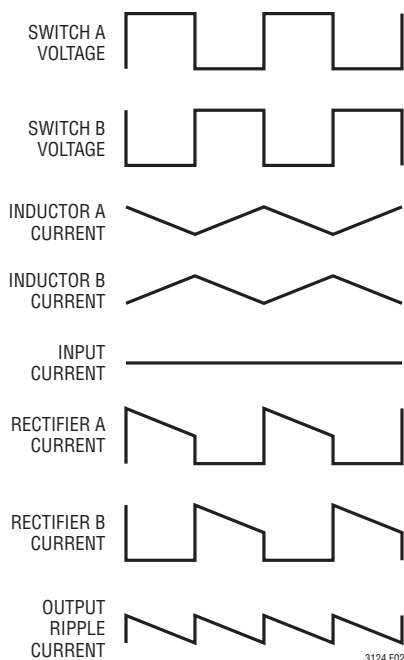 SWITCH A
VOLTAGE
SWITCH B
VOLTAGE
INDUCTOR A
CURRENT
INDUCTOR B
CURRENT
INPUT
CURRENT
RECTIFIER A
CURRENT
RECTIFIER B
CURRENT
OUTPUT
RIPPLE
CURRENT
3124 F02